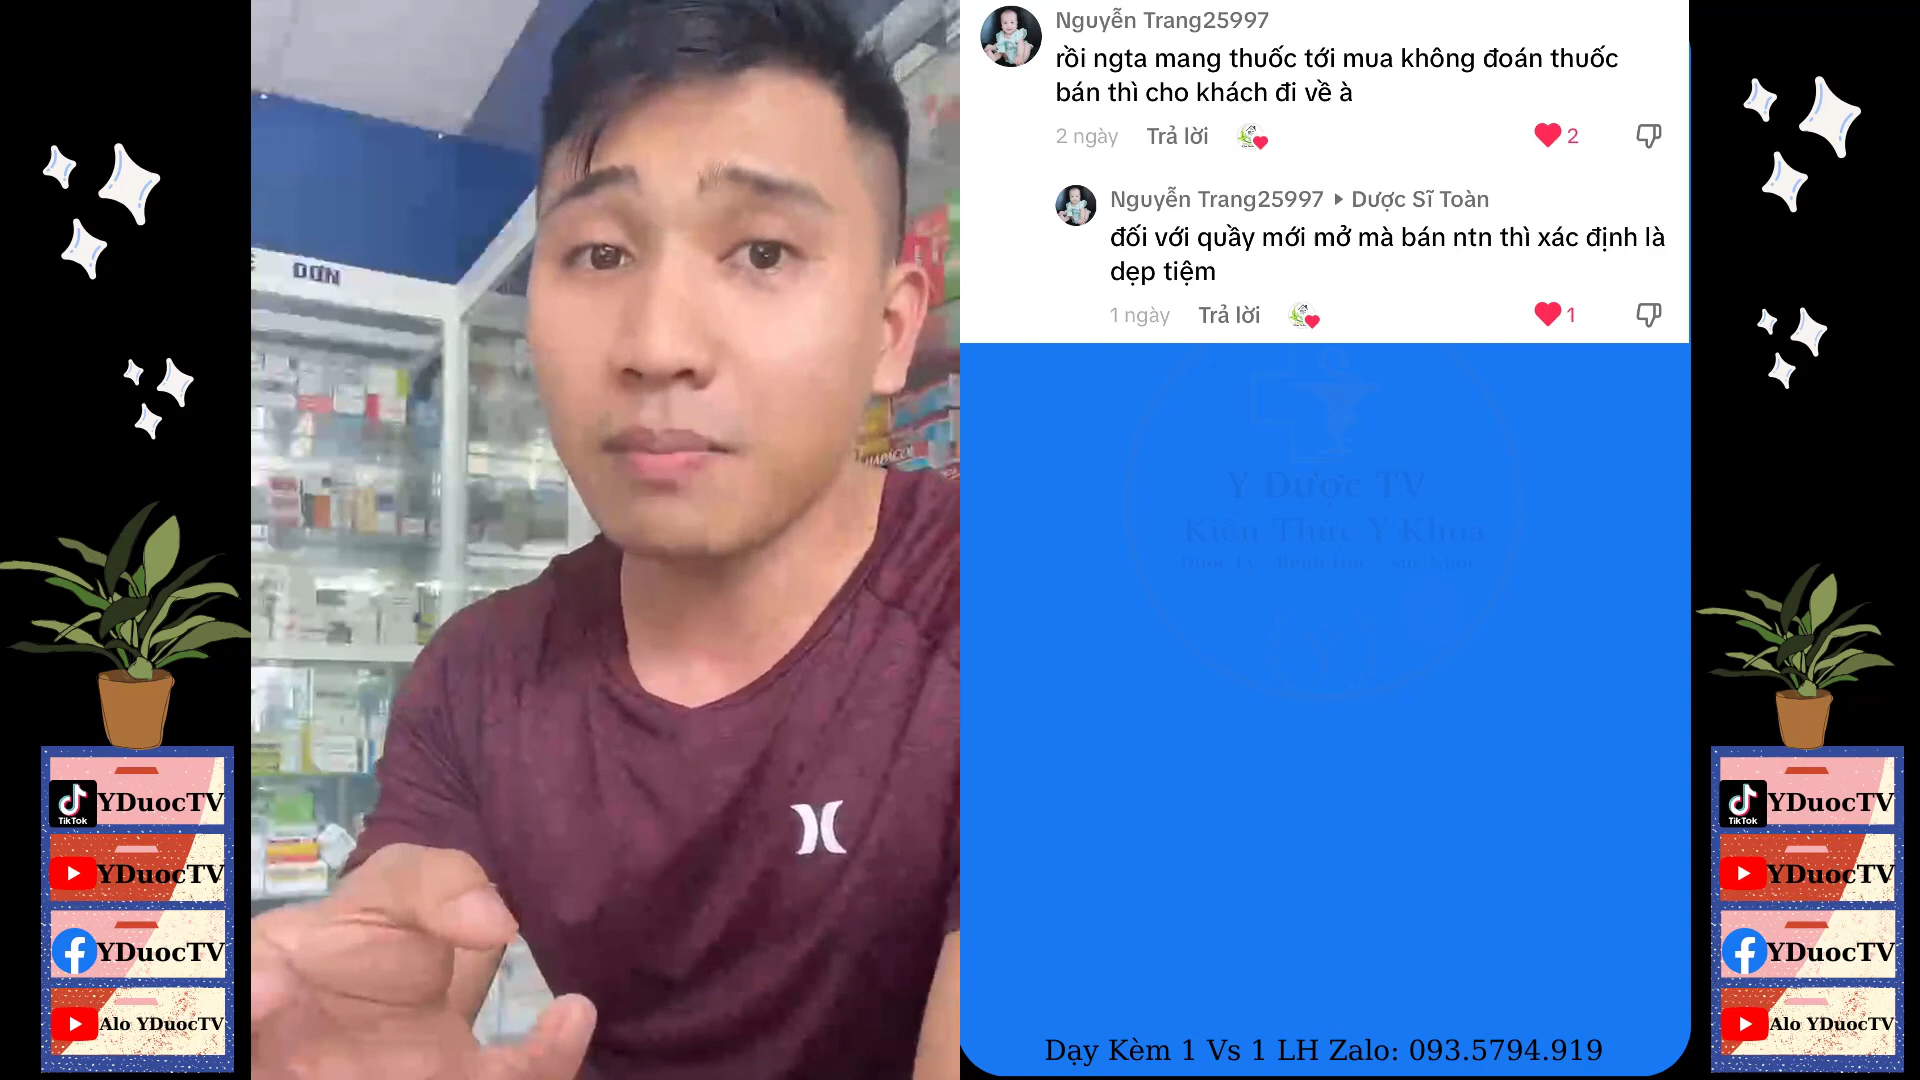 Nguyễn Trang25997
rồi ngta mang thuốc tới mua không đoán thuốc
bán thì cho khách đi về à
2 ngày Trả lời 2
Nguyễn Trang25997 Dược Sĩ Toàn
đối với quầy mới mở mà bán ntn thì xác định là
dẹp tiệm
1 ngày Trả lời 1
ĐƠN
HAPACOL
Y Dược TV
Kiến Thức Y Khoa
TikTok YDuocTV
YDuocTV
YDuocTV
Alo YDuocTV
TikTok YDuocTV
YDuocTV
YDuocTV
Alo YDuocTV
Dạy Kèm 1 Vs 1 LH Zalo: 093.5794.919